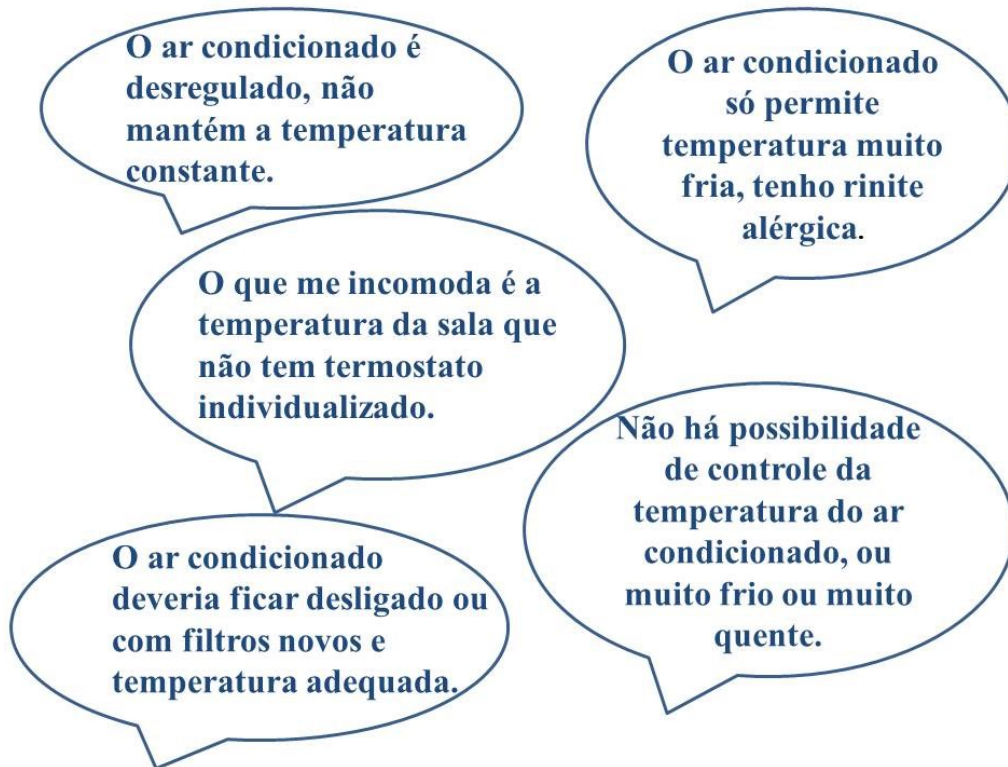 O ar condicionado é
desregulado, não
mantém a temperatura
constante.
O ar condicionado
só permite
temperatura muito
fria, tenho rinite
alérgica.
O que me incomoda é a
temperatura da sala que
não tem termostato
individualizado.
Não há possibilidade
de controle da
temperatura do ar
condicionado, ou
muito frio ou muito
quente.
O ar condicionado
deveria ficar desligado ou
com filtros novos e
temperatura adequada.